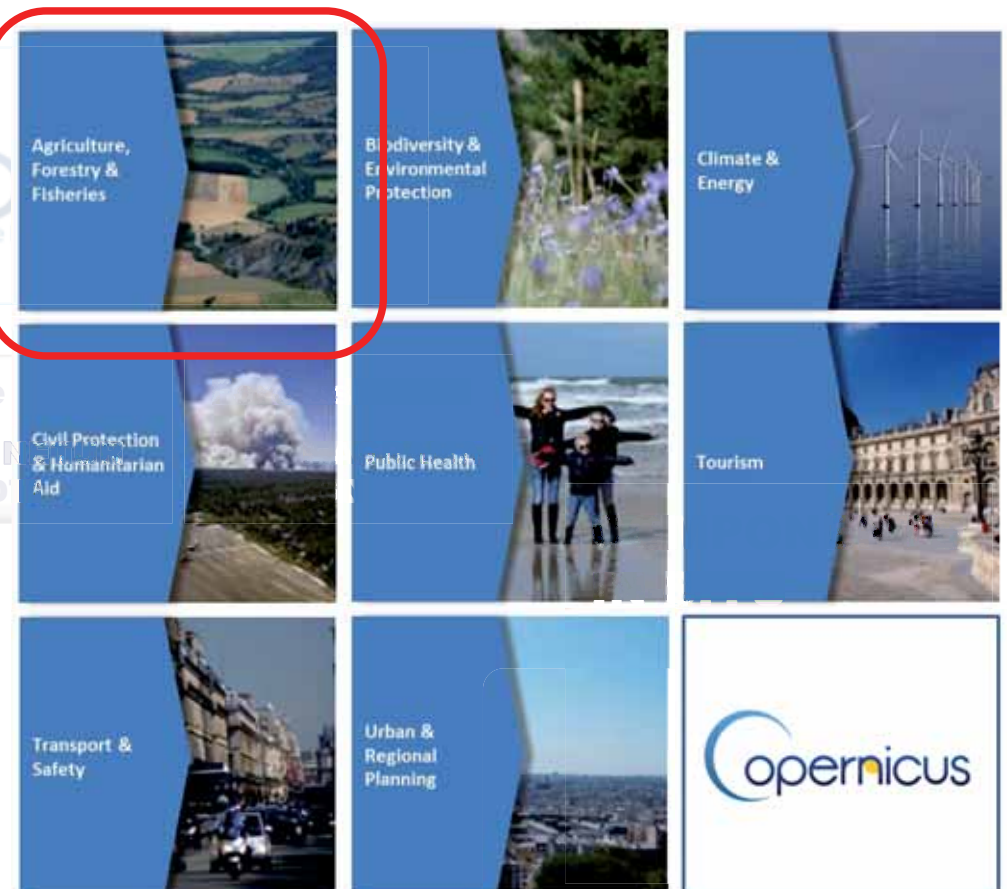 Agriculture,
Forestry &
Fisheries
Biodiversity &
Environmental
Protection
Climate &
Energy
Civil Protection
& Humanitarian
Aid
Public Health
Tourism
Transport &
Safety
Urban &
Regional
Planning
Copernicus